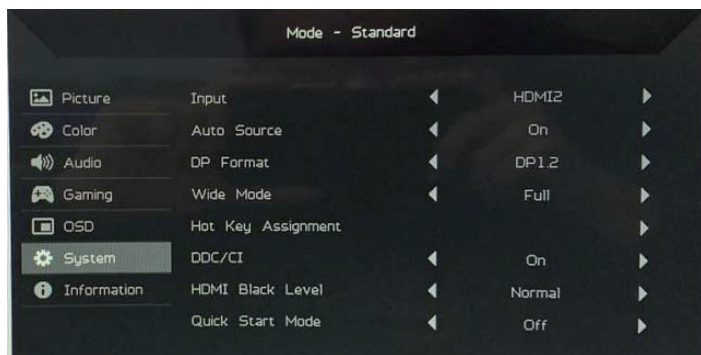 Mode - Standard
Picture Input HDMI2
Color Auto Source On
Audio DP Format DP1.2
Gaming Wide Mode Full
OSD Hot Key Assignment
System DDC/CI On
Information HDMI Black Level Normal
Quick Start Mode Off